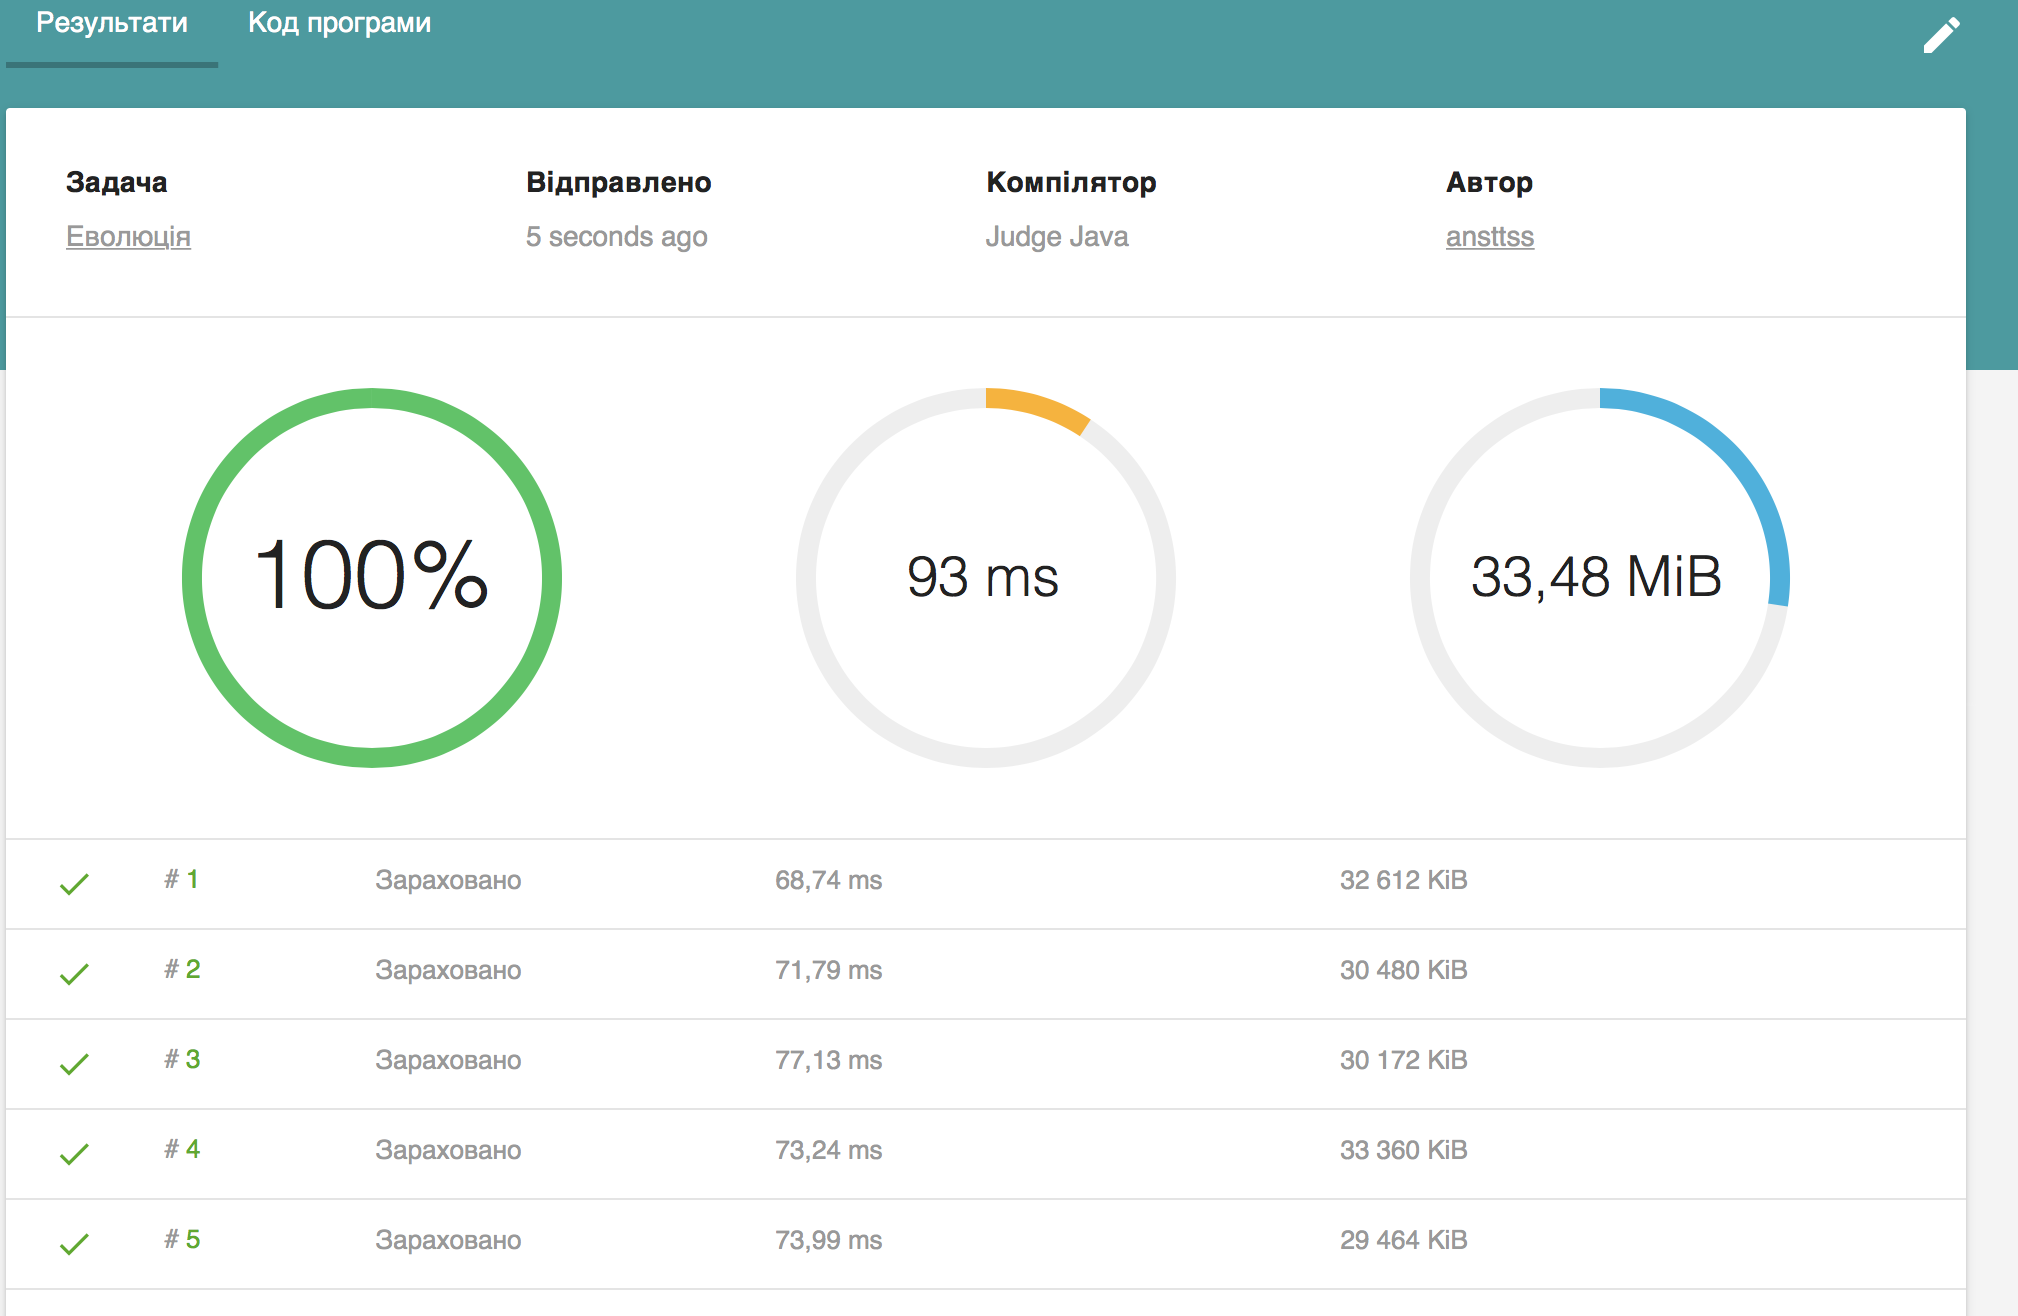 Результати Код програми
Задача Відправлено Компілятор Автор
Еволюція 5 seconds ago Judge Java ansttss
100% 93 ms 33,48 MiB
# 1 Зараховано 68,74 ms 32 612 KiB
# 2 Зараховано 71,79 ms 30 480 KiB
# 3 Зараховано 77,13 ms 30 172 KiB
# 4 Зараховано 73,24 ms 33 360 KiB
# 5 Зараховано 73,99 ms 29 464 KiB